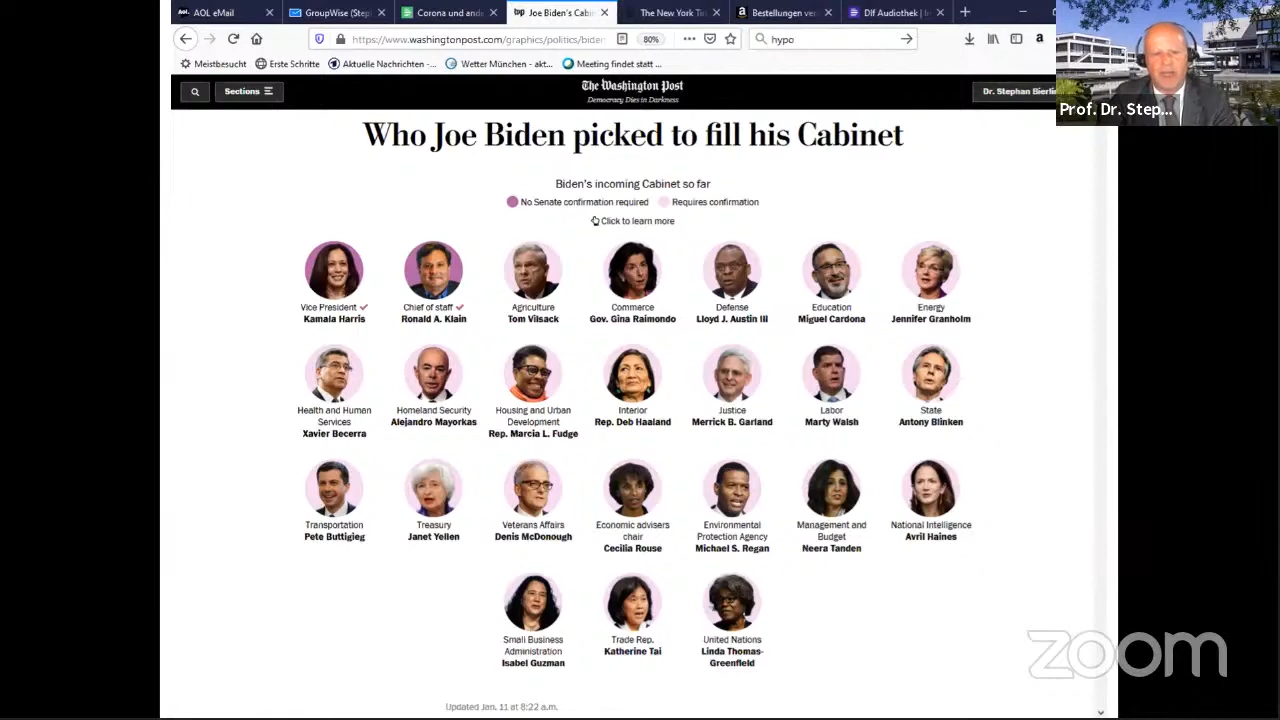 AOL eMail
GroupWise (Step
Corona und and
Joe Biden's Cabi
The New York Tim
Bestellungen ver
Dlf Audiothek | In
https://www.washingtonpost.com/graphics/politics/biden
80%
hypo
Meistbesucht
Erste Schritte
Aktuelle Nachrichten -...
Wetter München - akt...
Meeting findet statt ...
Sections
The Washington Post
Democracy Dies in Darkness
Dr. Stephan Bierlin
Prof. Dr. Step...
Who Joe Biden picked to fill his Cabinet
Biden's incoming Cabinet so far
No Senate confirmation required Requires confirmation
Click to learn more
Vice President
Kamala Harris
Chief of staff
Ronald A. Klain
Agriculture
Tom Vilsack
Commerce
Gov. Gina Raimondo
Defense
Lloyd J. Austin III
Education
Miguel Cardona
Energy
Jennifer Granholm
Health and Human
Services
Xavier Becerra
Homeland Security
Alejandro Mayorkas
Housing and Urban
Development
Rep. Marcia L. Fudge
Interior
Rep. Deb Haaland
Justice
Merrick B. Garland
Labor
Marty Walsh
State
Antony Blinken
Transportation
Pete Buttigieg
Treasury
Janet Yellen
Veterans Affairs
Denis McDonough
Economic advisers
chair
Cecilia Rouse
Environmental
Protection Agency
Michael S. Regan
Management and
Budget
Neera Tanden
National Intelligence
Avril Haines
Small Business
Administration
Isabel Guzman
Trade Rep.
Katherine Tai
United Nations
Linda Thomas-
Greenfield
Updated Jan. 11 at 8:22 a.m.
zoom